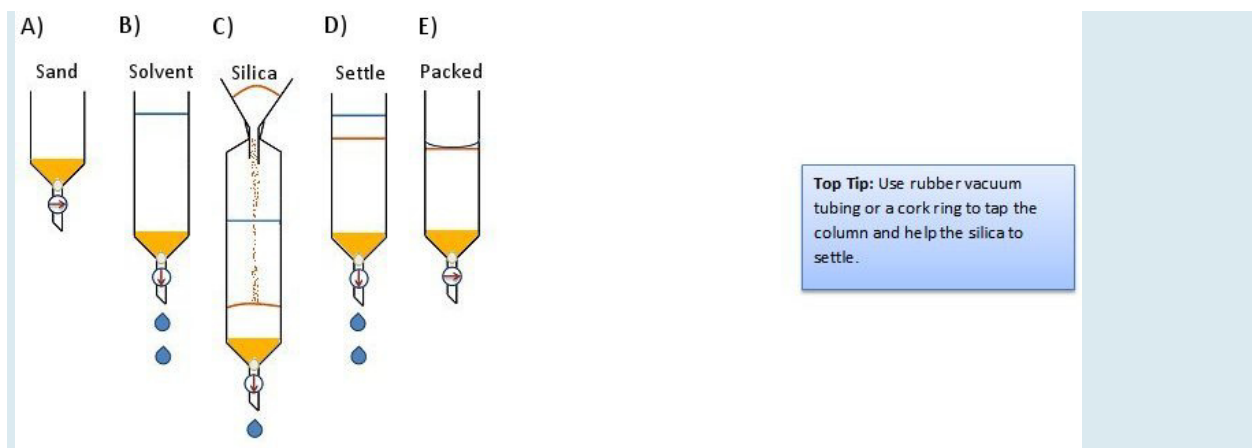 A)
B)
C)
D)
E)
Sand
Solvent
Silica
Settle
Packed
Top Tip: Use rubber vacuum
tubing or a cork ring to tap the
column and help the silica to
settle.